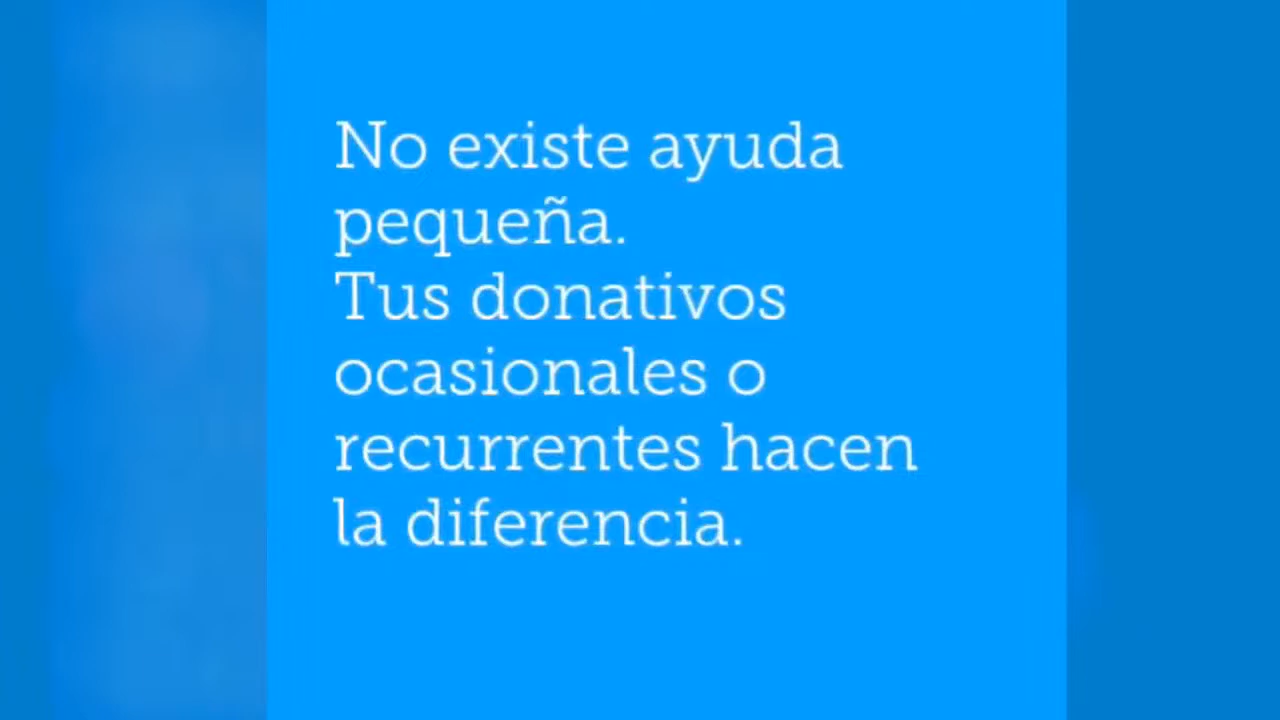 No existe ayuda
pequeña.
Tus donativos
ocasionales o
recurrentes hacen
la diferencia.